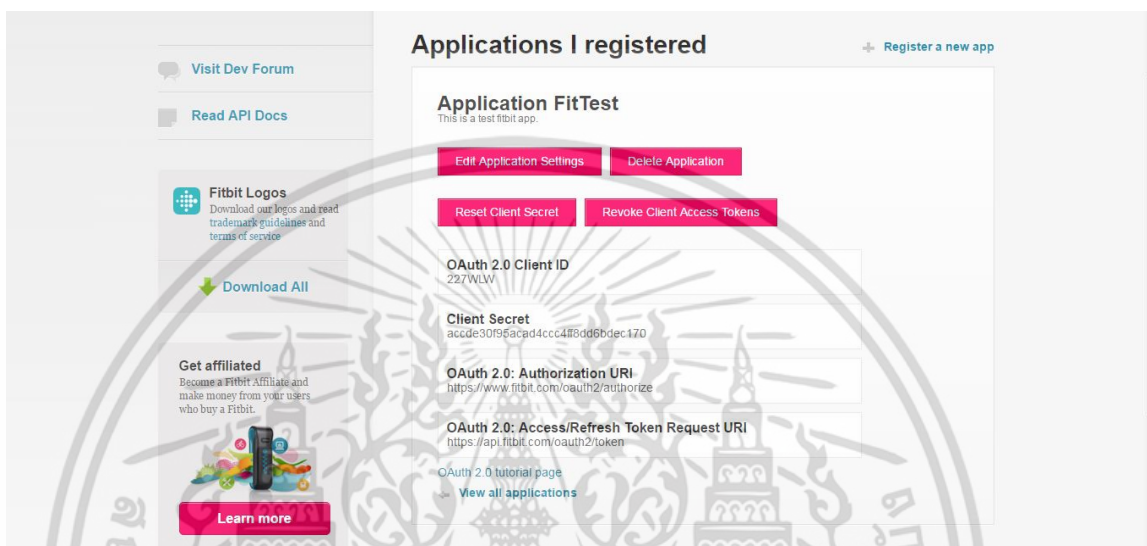 Visit Dev Forum
Read API Docs
Fitbit Logos
Download our logos and read
trademark guidelines and
terms of service
Download All
Get affiliated
Become a Fitbit Affiliate and
make money from your users
who buy a Fitbit.
Learn more
Applications I registered
Register a new app
Application FitTest
This is a test fitbit app.
Edit Application Settings
Delete Application
Reset Client Secret
Revoke Client Access Tokens
OAuth 2.0 Client ID
227WLW
Client Secret
accde30f95acad4ccc4ff8dd6bdec170
OAuth 2.0: Authorization URI
https://www.fitbit.com/oauth2/authorize
OAuth 2.0: Access/Refresh Token Request URI
https://api.fitbit.com/oauth2/token
OAuth 2.0 tutorial page
View all applications